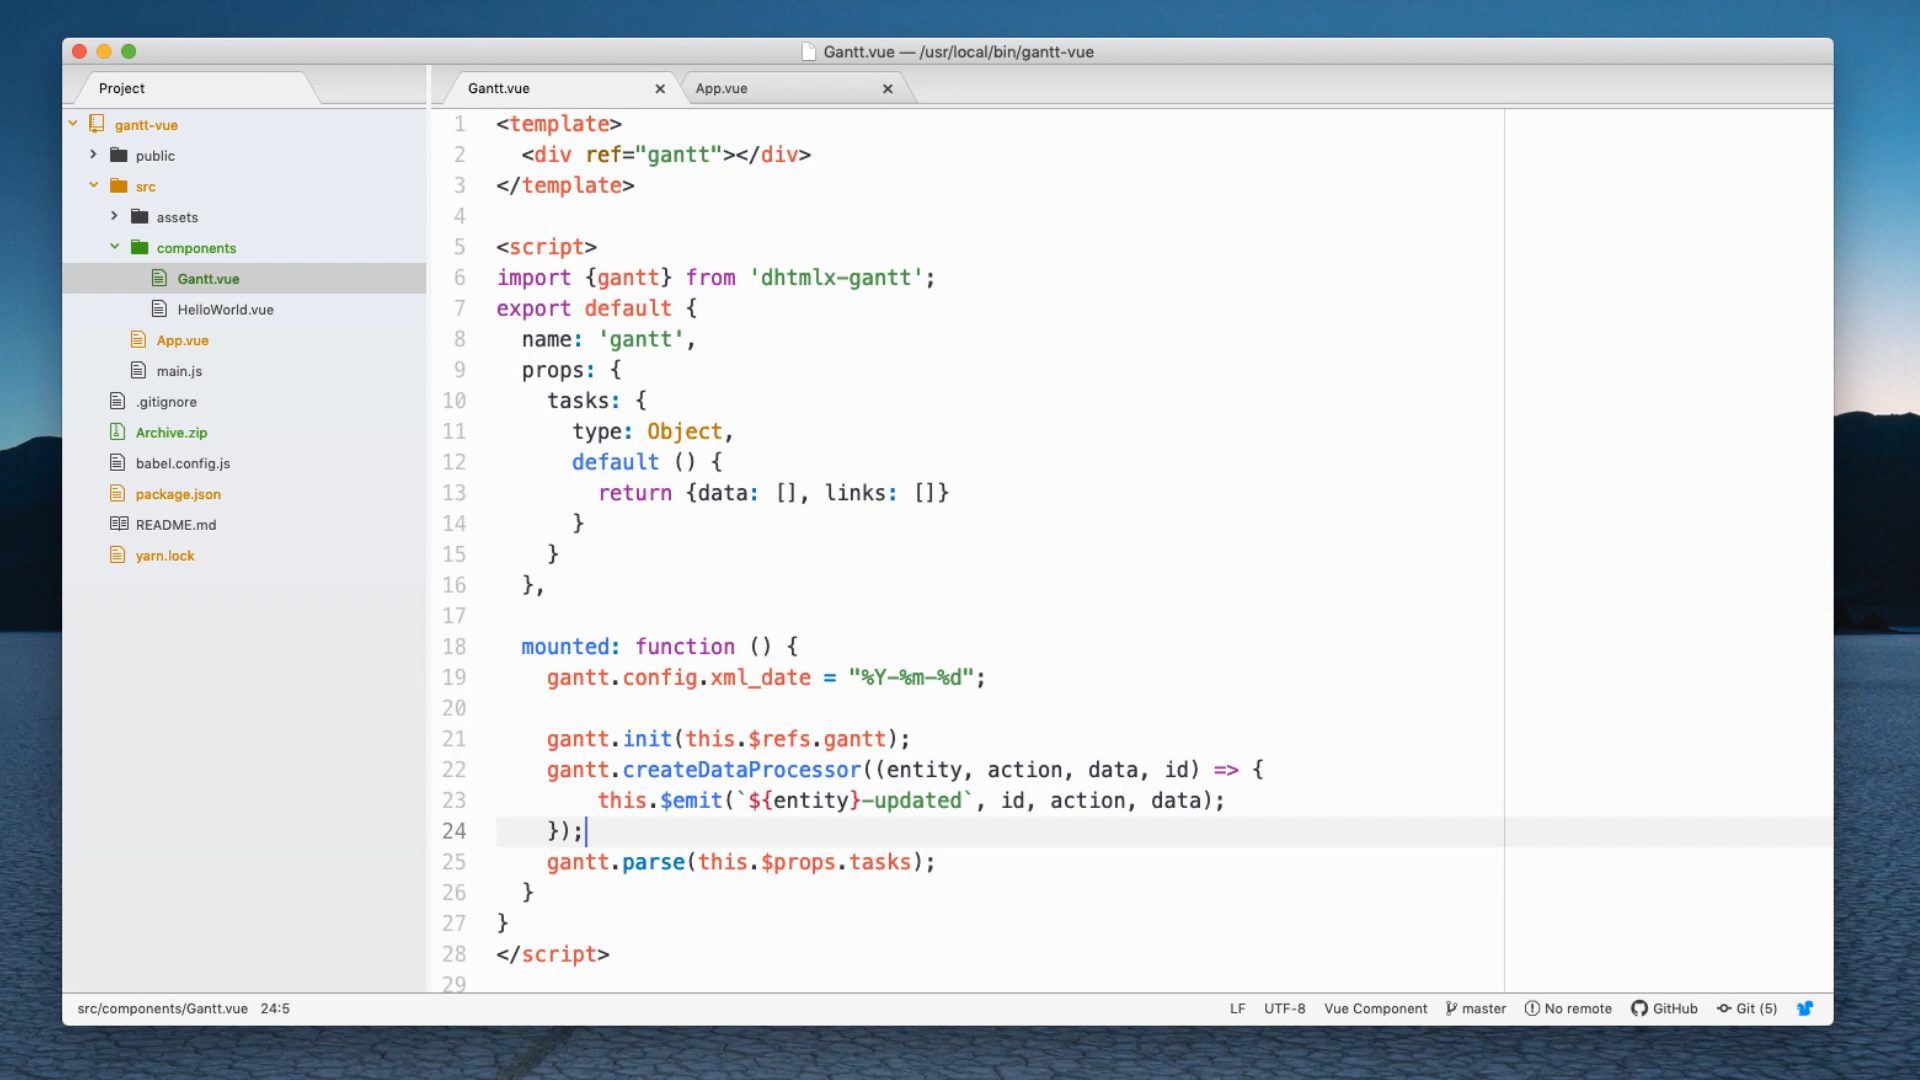 Gantt.vue — /usr/local/bin/gantt-vue
Project
Gantt.vue
App.vue
gantt-vue
public
src
assets
components
Gantt.vue
HelloWorld.vue
App.vue
main.js
.gitignore
Archive.zip
babel.config.js
package.json
README.md
yarn.lock
1 <template>
2   <div ref="gantt"></div>
3 </template>
4
5 <script>
6 import {gantt} from 'dhtmlx-gantt';
7 export default {
8   name: 'gantt',
9   props: {
10     tasks: {
11       type: Object,
12       default () {
13         return {data: [], links: []}
14       }
15     }
16   },
17
18   mounted: function () {
19     gantt.config.xml_date = "%Y-%m-%d";
20
21     gantt.init(this.$refs.gantt);
22     gantt.createDataProcessor((entity, action, data, id) => {
23         this.$emit(`${entity}-updated`, id, action, data);
24     });
25     gantt.parse(this.$props.tasks);
26   }
27 }
28 </script>
29
src/components/Gantt.vue 24:5
LF UTF-8 Vue Component master No remote GitHub Git (5)